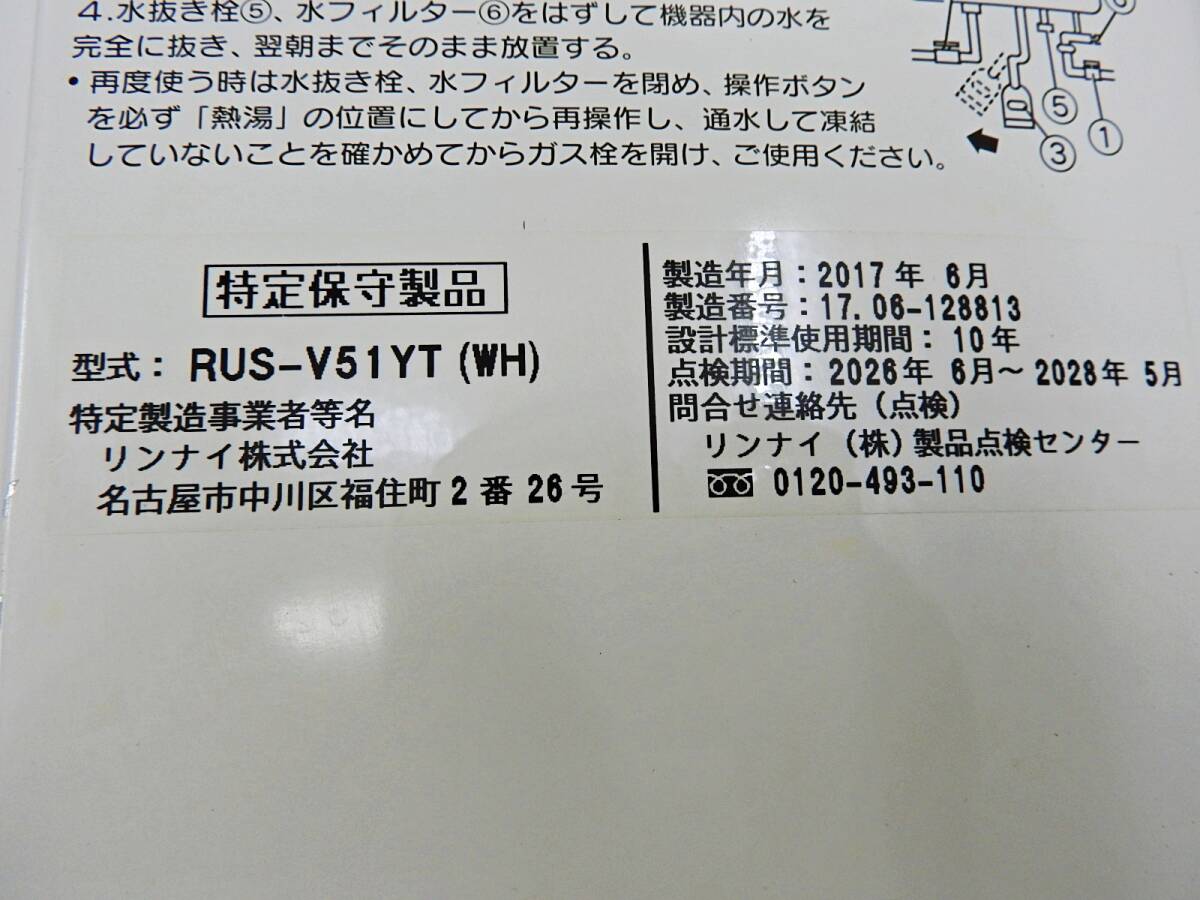 4.水抜き栓⑤、水フィルター⑥をはずして機器内の水を
完全に抜き、翌朝までそのまま放置する。
•再度使う時は水抜き栓、水フィルターを閉め、操作ボタン
を必ず「熱湯」の位置にしてから再操作し、通水して凍結
していないことを確かめてからガス栓を開け、ご使用ください。
⑤
①
③
特定保守製品
型式：RUS-V51YT(WH)
特定製造事業者等名
リンナイ株式会社
名古屋市中川区福住町2番26号
製造年月：2017年 6月
製造番号：17.06-128813
設計標準使用期間：10年
点検期間：2026年 6月～2028年 5月
問合せ連絡先（点検）
リンナイ（株）製品点検センター
0120-493-110